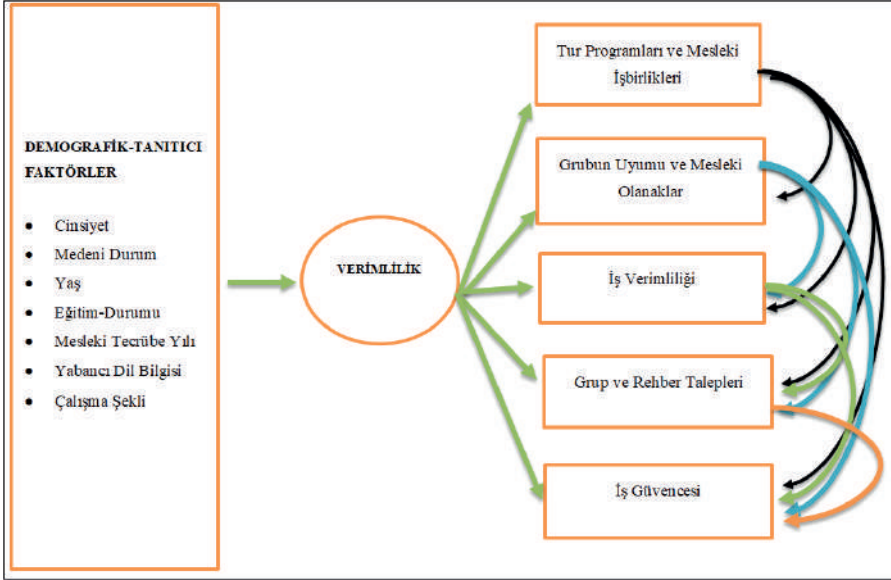 DEMOGRAFİK-TANITICI
FAKTÖRLER
Cinsiyet
Medeni Durum
Yaş
Eğitim-Durumu
Mesleki Tecrübe Yılı
Yabancı Dil Bilgisi
Çalışma Şekli
VERİMLİLİK
Tur Programları ve Mesleki
İşbirlikleri
Grubun Uyumu ve Mesleki
Olanaklar
İş Verimliliği
Grup ve Rehber Talepleri
İş Güvencesi